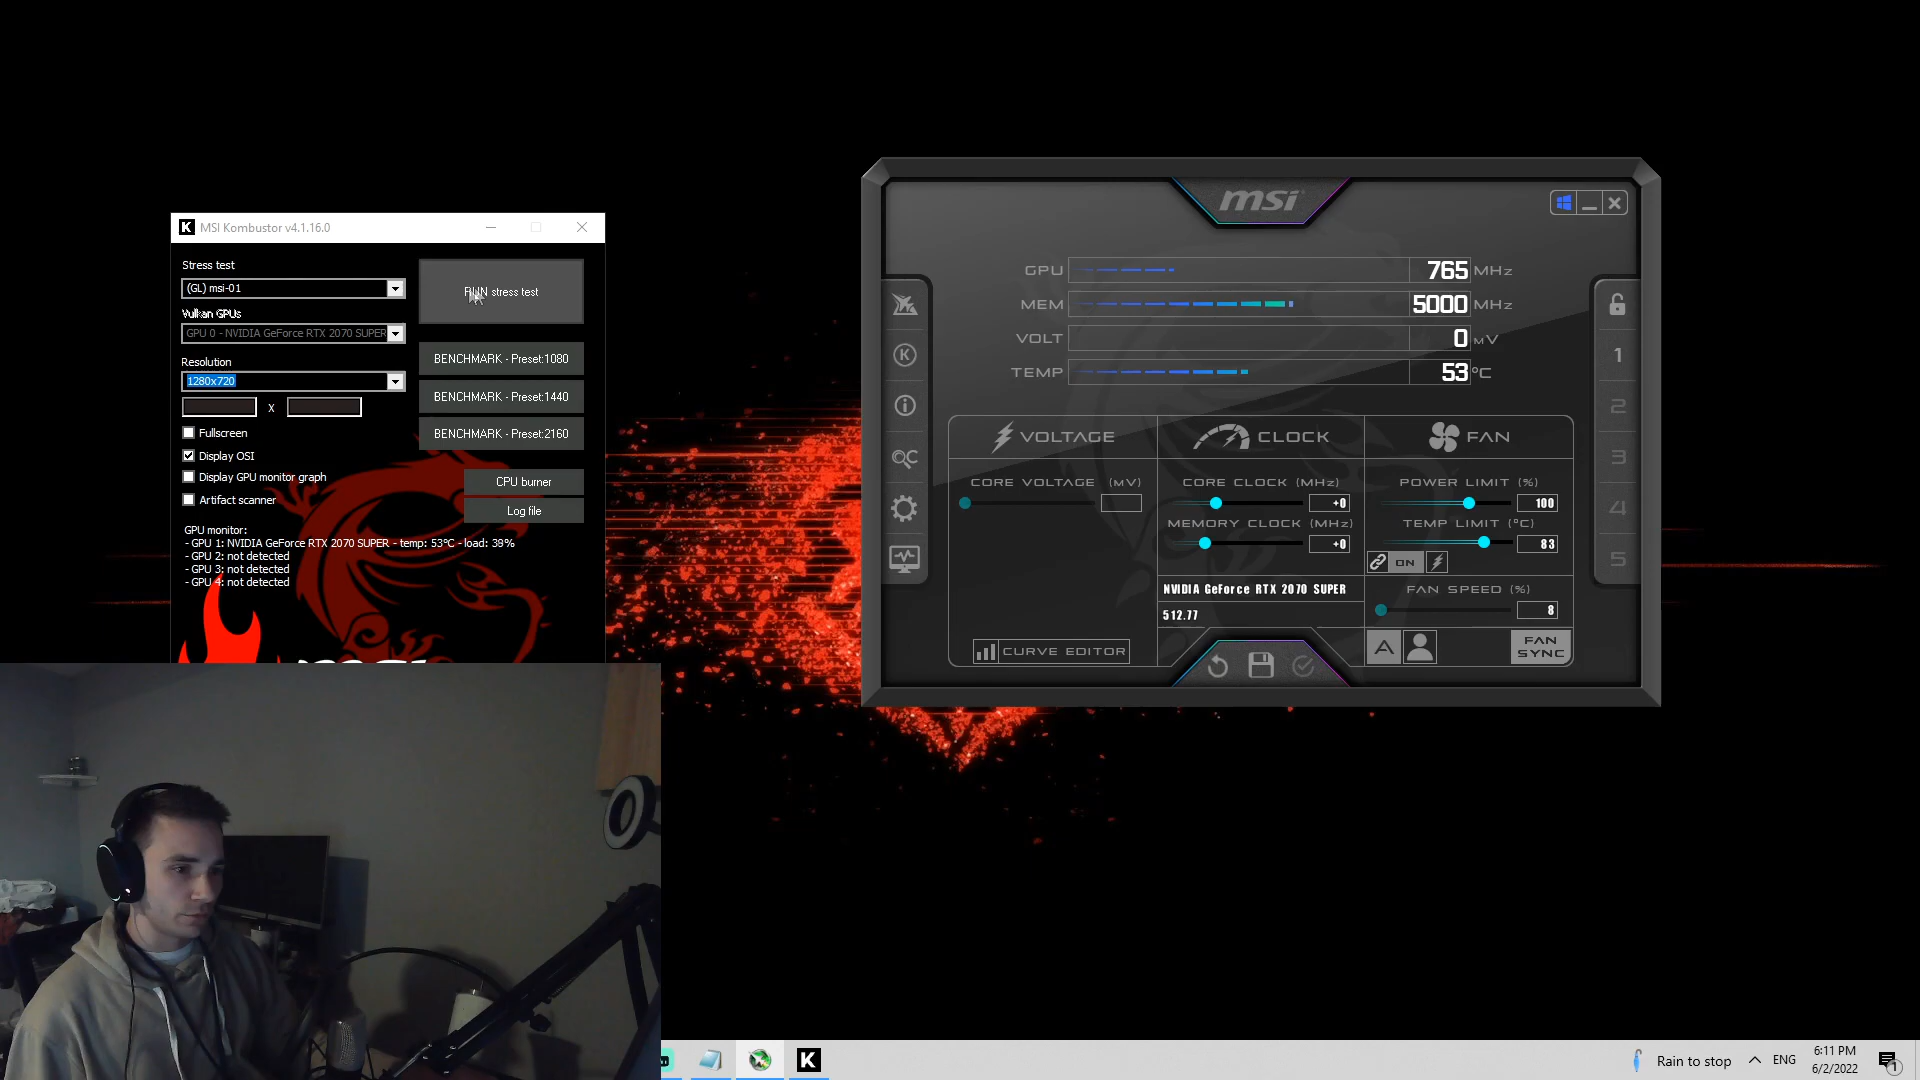 MSI Kombustor v4.1.16.0
Stress test
(GL) msi-01
Vulkan GPUs
GPU 0 - NVIDIA GeForce RTX 2070 SUPER
Resolution
1280x720
x
Fullscreen
Display OSI
Display GPU monitor graph
Artifact scanner
RUN stress test
BENCHMARK - Preset:1080
BENCHMARK - Preset:1440
BENCHMARK - Preset:2160
CPU burner
Log file
GPU monitor:
- GPU 1: NVIDIA GeForce RTX 2070 SUPER - temp: 53°C - load: 39%
- GPU 2: not detected
- GPU 3: not detected
- GPU 4: not detected
msi
GPU 765 MHz
MEM 5000 MHz
VOLT 0 mV
TEMP 53 °C
K
1
2
3
4
5
VOLTAGE
CORE VOLTAGE (MV)
CURVE EDITOR
CLOCK
CORE CLOCK (MHz)
+0
MEMORY CLOCK (MHz)
+0
NVIDIA GeForce RTX 2070 SUPER
512.77
FAN
POWER LIMIT (%)
100
TEMP LIMIT (°C)
83
ON
FAN SPEED (%)
8
A
FAN SYNC
K
Rain to stop
ENG
6:11 PM
6/2/2022
1